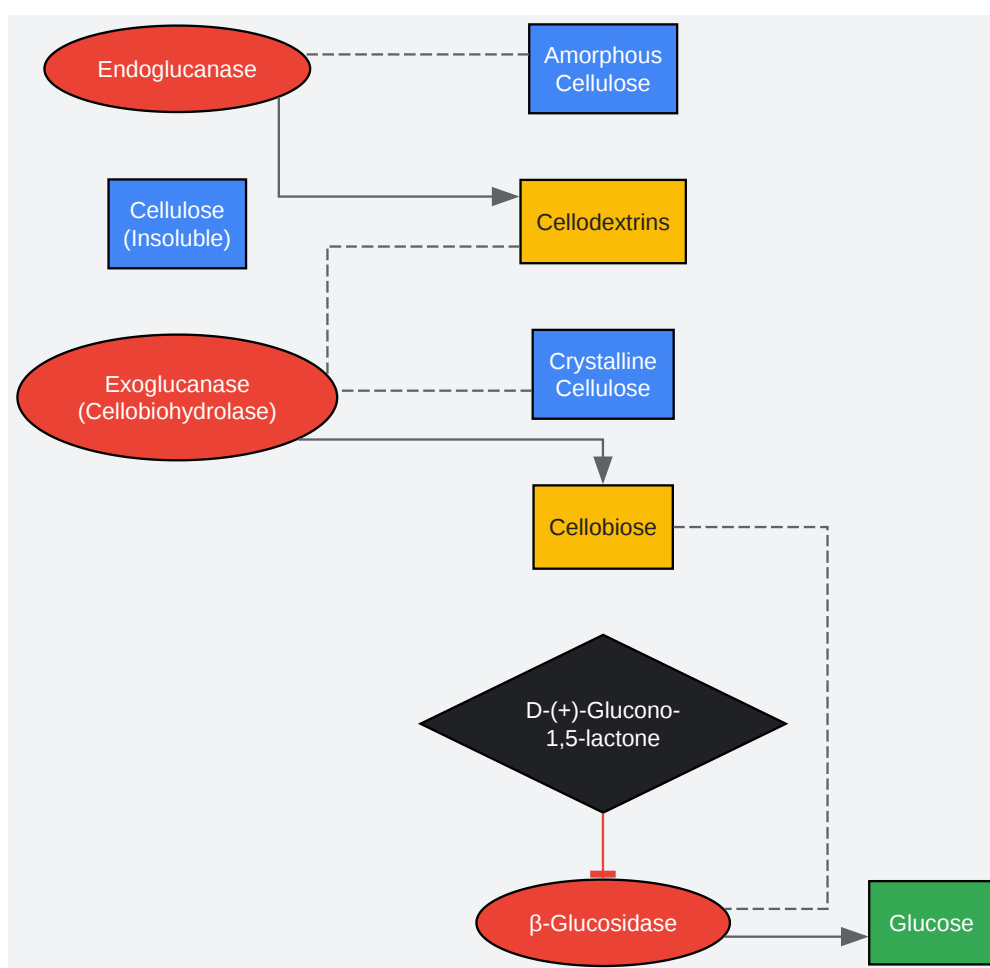 Endoglucanase
Amorphous
Cellulose
Cellulose
(Insoluble)
Cellodextrins
Exoglucanase
(Cellobiohydrolase)
Crystalline
Cellulose
Cellobiose
D-(+)-Glucono-
1,5-lactone
β-Glucosidase
Glucose